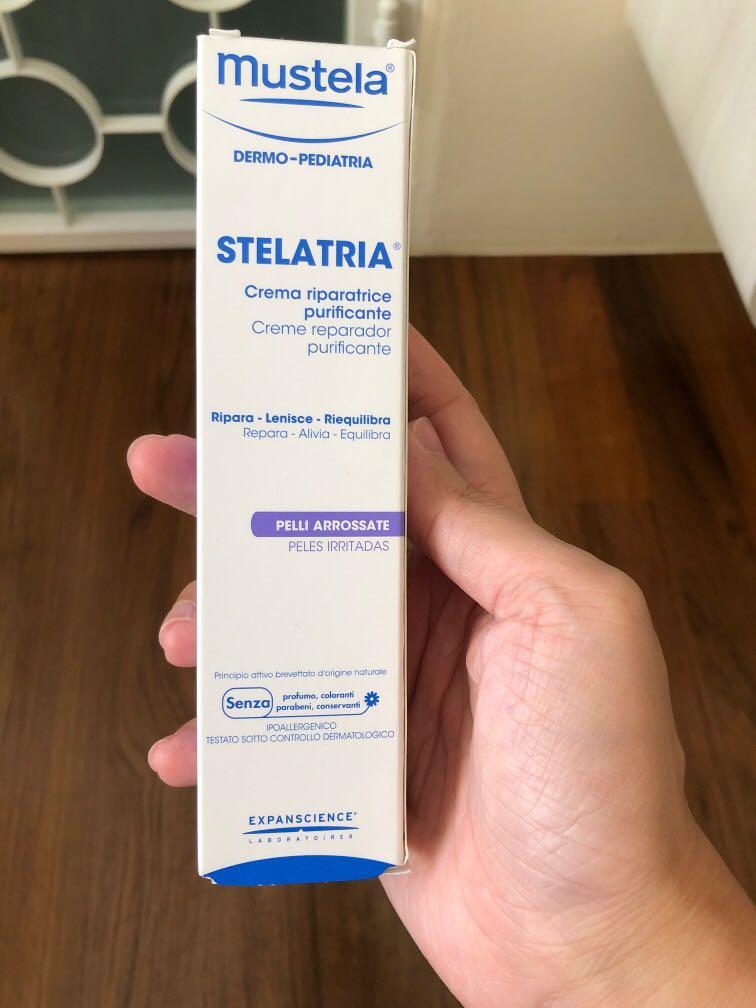 mustela®
DERMO-PEDIATRIA
STELATRIA®
Crema riparatrice
purificante
Creme reparador
purificante
Ripara - Lenisce - Riequilibra
Repara - Alivia - Equilibra
PELLI ARROSSATE
PELES IRRITADAS
Principio attivo brevettato d'origine naturale
Senza profumo, coloranti
parabeni, conservanti
IPOALLERGENICO
TESTATO SOTTO CONTROLLO DERMATOLOGICO
EXPANSCIENCE®
LABORATOIRES